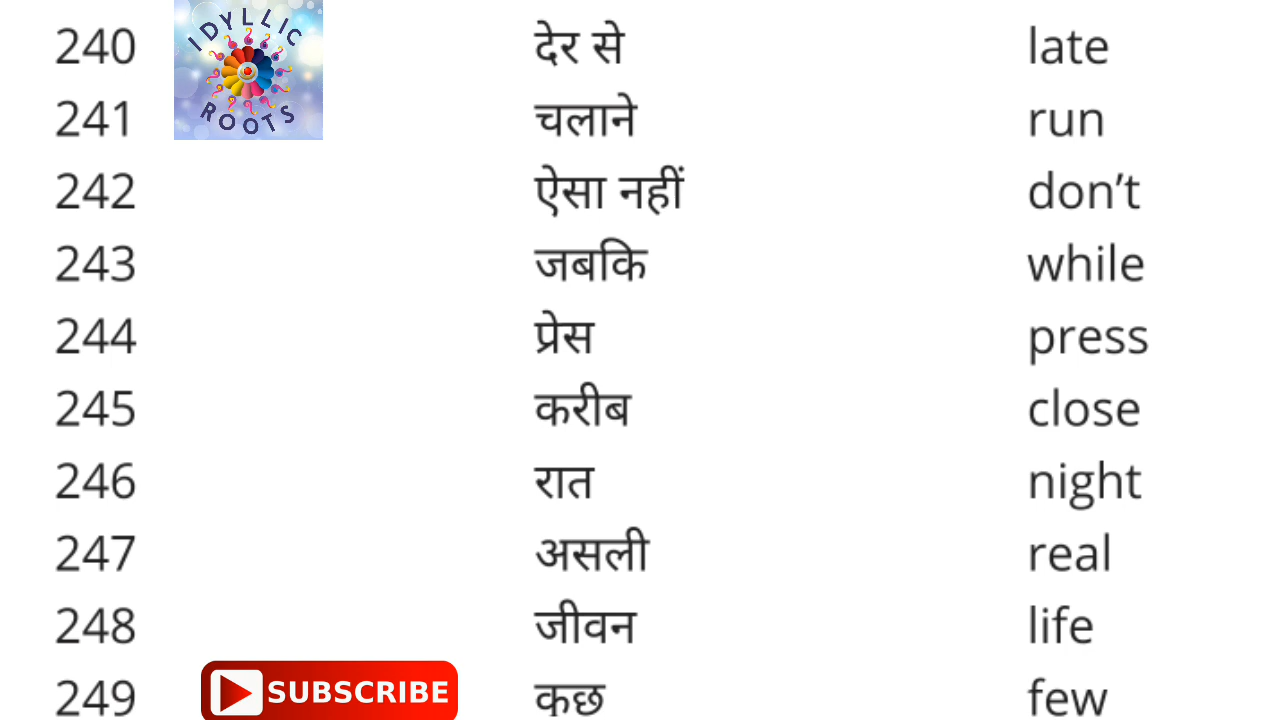 IDYLLIC
ROOTS
240 देर से late
241 चलाने run
242 ऐसा नहीं don’t
243 जबकि while
244 प्रेस press
245 करीब close
246 रात night
247 असली real
248 जीवन life
249 कुछ few
SUBSCRIBE